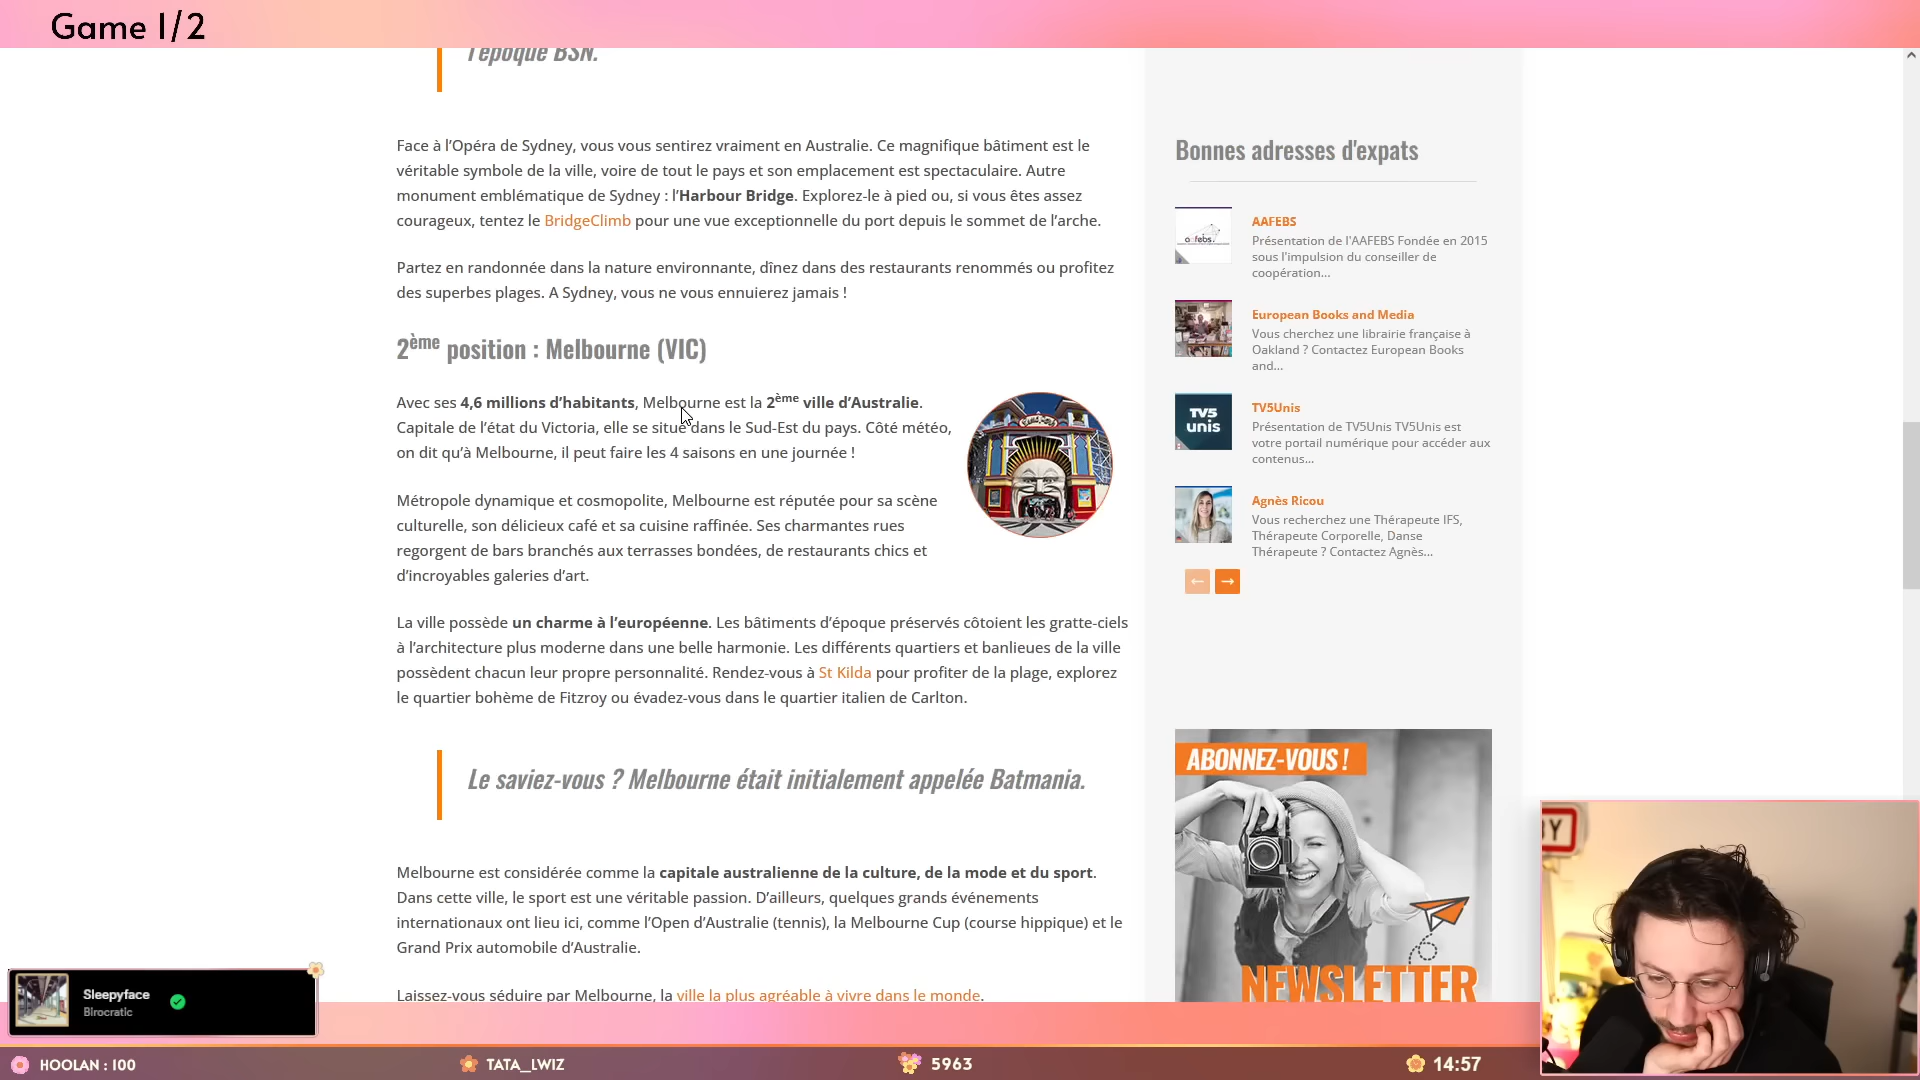 Game 1/2
l'époque BSN.
Face à l'Opéra de Sydney, vous vous sentirez vraiment en Australie. Ce magnifique bâtiment est le
véritable symbole de la ville, voire de tout le pays et son emplacement est spectaculaire. Autre
monument emblématique de Sydney : l'Harbour Bridge. Explorez-le à pied ou, si vous êtes assez
courageux, tentez le BridgeClimb pour une vue exceptionnelle du port depuis le sommet de l'arche.
Partez en randonnée dans la nature environnante, dînez dans des restaurants renommés ou profitez
des superbes plages. A Sydney, vous ne vous ennuierez jamais !
2ème position : Melbourne (VIC)
Avec ses 4,6 millions d'habitants, Melbourne est la 2ème ville d'Australie.
Capitale de l'état du Victoria, elle se situe dans le Sud-Est du pays. Côté météo,
on dit qu'à Melbourne, il peut faire les 4 saisons en une journée !
Métropole dynamique et cosmopolite, Melbourne est réputée pour sa scène
culturelle, son délicieux café et sa cuisine raffinée. Ses charmantes rues
regorgent de bars branchés aux terrasses bondées, de restaurants chics et
d'incroyables galeries d'art.
La ville possède un charme à l'européenne. Les bâtiments d'époque préservés côtoient les gratte-ciels
à l'architecture plus moderne dans une belle harmonie. Les différents quartiers et banlieues de la ville
possèdent chacun leur propre personnalité. Rendez-vous à St Kilda pour profiter de la plage, explorez
le quartier bohème de Fitzroy ou évadez-vous dans le quartier italien de Carlton.
Le saviez-vous ? Melbourne était initialement appelée Batmania.
Melbourne est considérée comme la capitale australienne de la culture, de la mode et du sport.
Dans cette ville, le sport est une véritable passion. D'ailleurs, quelques grands événements
internationaux ont lieu ici, comme l'Open d'Australie (tennis), la Melbourne Cup (course hippique) et le
Grand Prix automobile d'Australie.
Laissez-vous séduire par Melbourne, la ville la plus agréable à vivre dans le monde.
Bonnes adresses d'expats
aafebs
AAFEBS
Présentation de l'AAFEBS Fondée en 2015
sous l'impulsion du conseiller de
coopération...
European Books and Media
Vous cherchez une librairie française à
Oakland ? Contactez European Books
and...
TV5
unis
TV5Unis
Présentation de TV5Unis TV5Unis est
votre portail numérique pour accéder aux
contenus...
Agnès Ricou
Vous recherchez une Thérapeute IFS,
Thérapeute Corporelle, Danse
Thérapeute ? Contactez Agnès...
ABONNEZ-VOUS !
NEWSLETTER
Sleepyface
Birocratic
HOOLAN : 100
TATA_LWIZ
5963
14:57